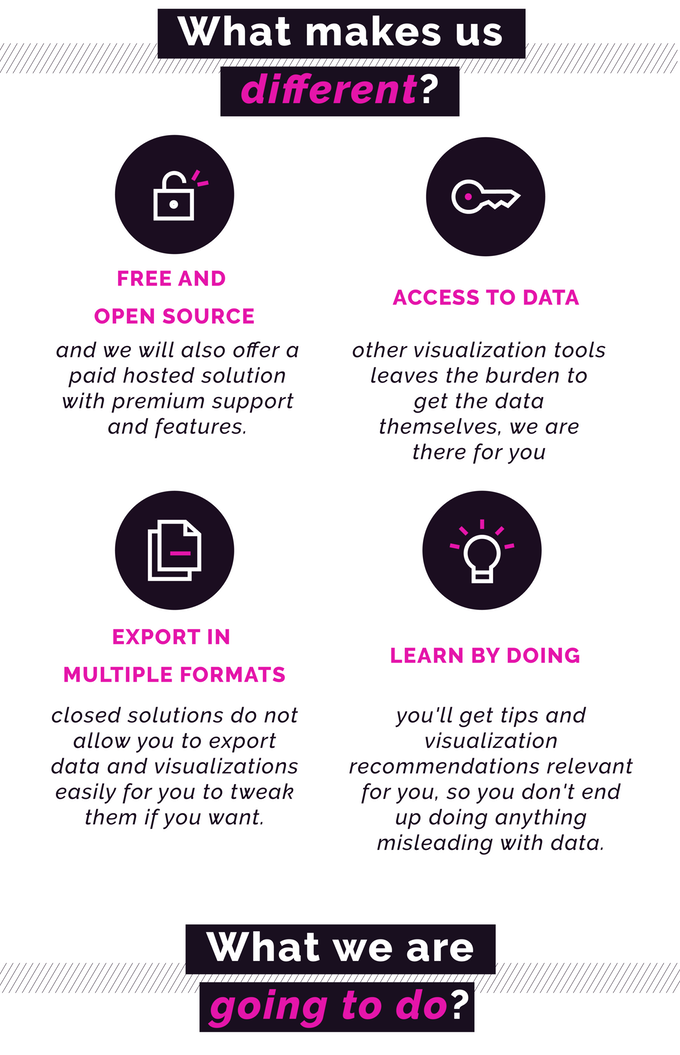 What makes us
different?
FREE AND
OPEN SOURCE
and we will also offer a
paid hosted solution
with premium support
and features.
ACCESS TO DATA
other visualization tools
leaves the burden to
get the data
themselves, we are
there for you
EXPORT IN
MULTIPLE FORMATS
closed solutions do not
allow you to export
data and visualizations
easily for you to tweak
them if you want.
LEARN BY DOING
you'll get tips and
visualization
recommendations relevant
for you, so you don't end
up doing anything
misleading with data.
What we are
going to do?